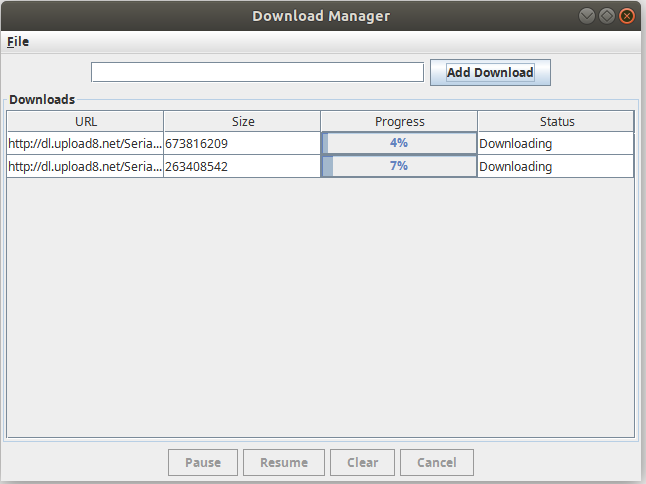 Download Manager
File
Add Download
Downloads
URL Size Progress Status
http://dl.upload8.net/Seria... 673816209 4% Downloading
http://dl.upload8.net/Seria... 263408542 7% Downloading
Pause Resume Clear Cancel